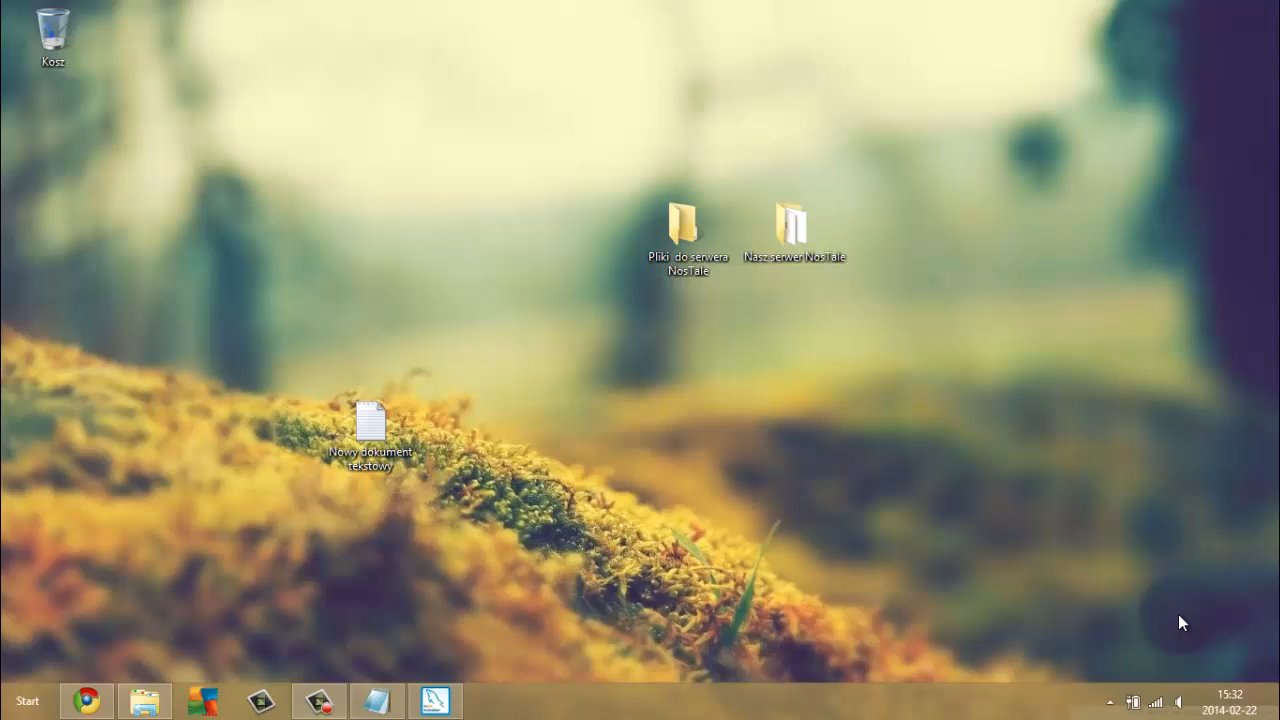 Kosz
Pliki do serwera
NosTale
Nasz serwer NosTale
Nowy dokument
tekstowy
Start
15:32
2014-02-22